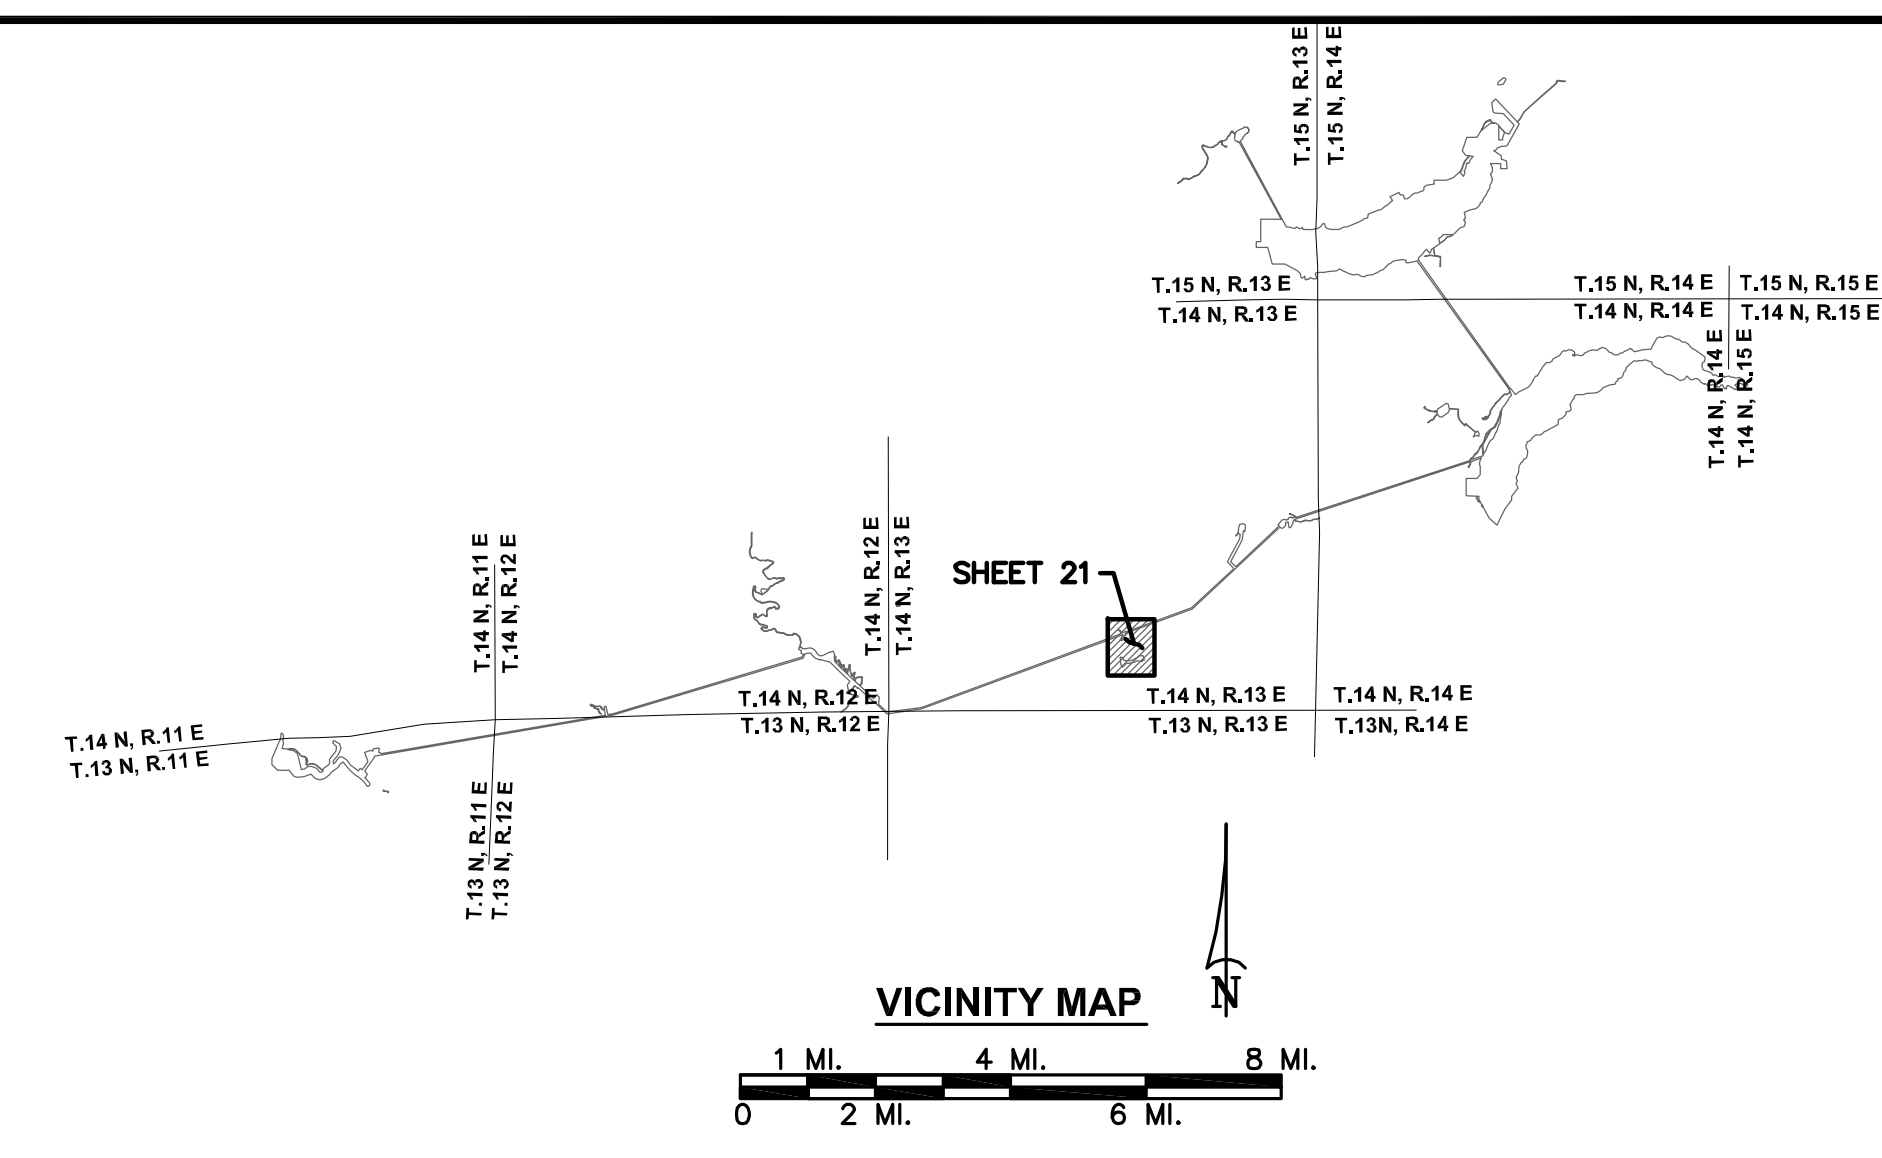 T.15 N, R.13 E
T.15 N, R.14 E
T.15 N, R.13 E
T.14 N, R.13 E
T.15 N, R.14 E
T.14 N, R.14 E
T.15 N, R.15 E
T.14 N, R.15 E
T.14 N, R.14 E
T.14 N, R.15 E
T.14 N, R.11 E
T.14 N, R.12 E
T.14 N, R.12 E
T.14 N, R.13 E
SHEET 21
T.14 N, R.12 E
T.13 N, R.12 E
T.14 N, R.13 E
T.13 N, R.13 E
T.14 N, R.14 E
T.13N, R.14 E
T.14 N, R.11 E
T.13 N, R.11 E
T.13 N, R.11 E
T.13 N, R.12 E
N
VICINITY MAP
1 MI. 4 MI. 8 MI.
0 2 MI. 6 MI.